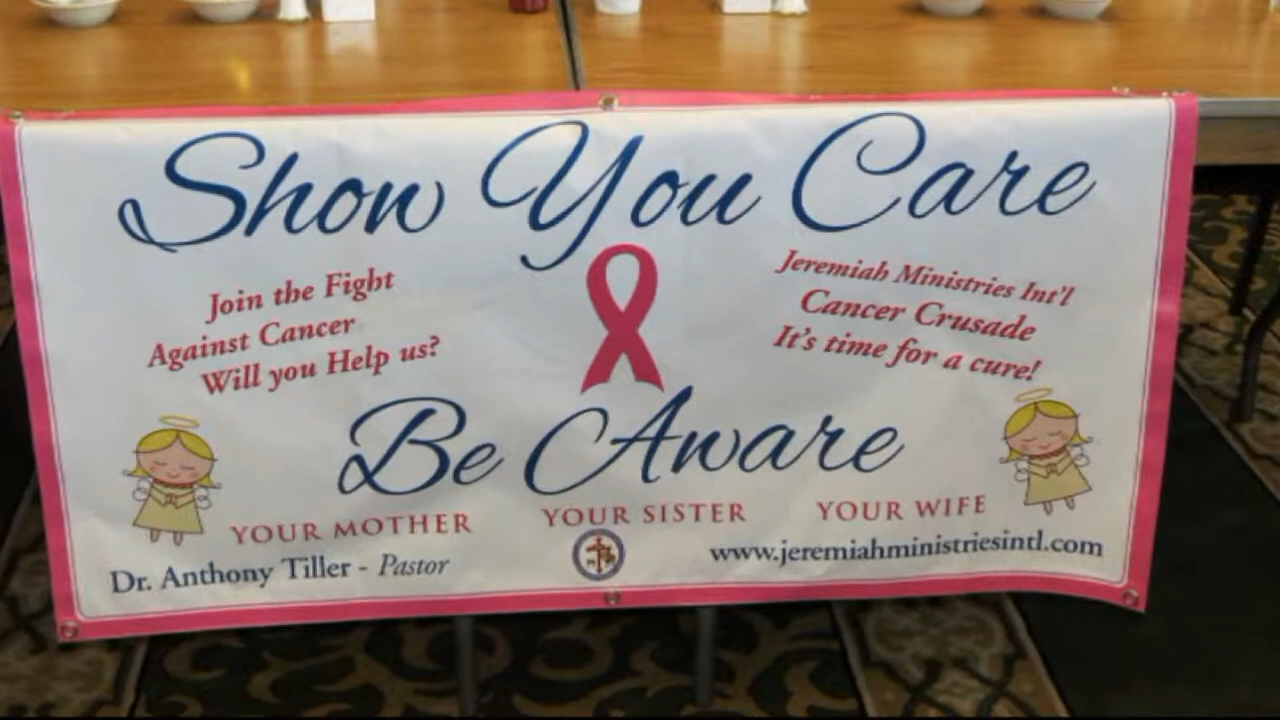 Show You Care
Join the Fight
Against Cancer
Will you Help us?
Jeremiah Ministries Int'l
Cancer Crusade
It's time for a cure!
Be Aware
YOUR MOTHER YOUR SISTER YOUR WIFE
Dr. Anthony Tiller - Pastor
www.jeremiahministriesintl.com